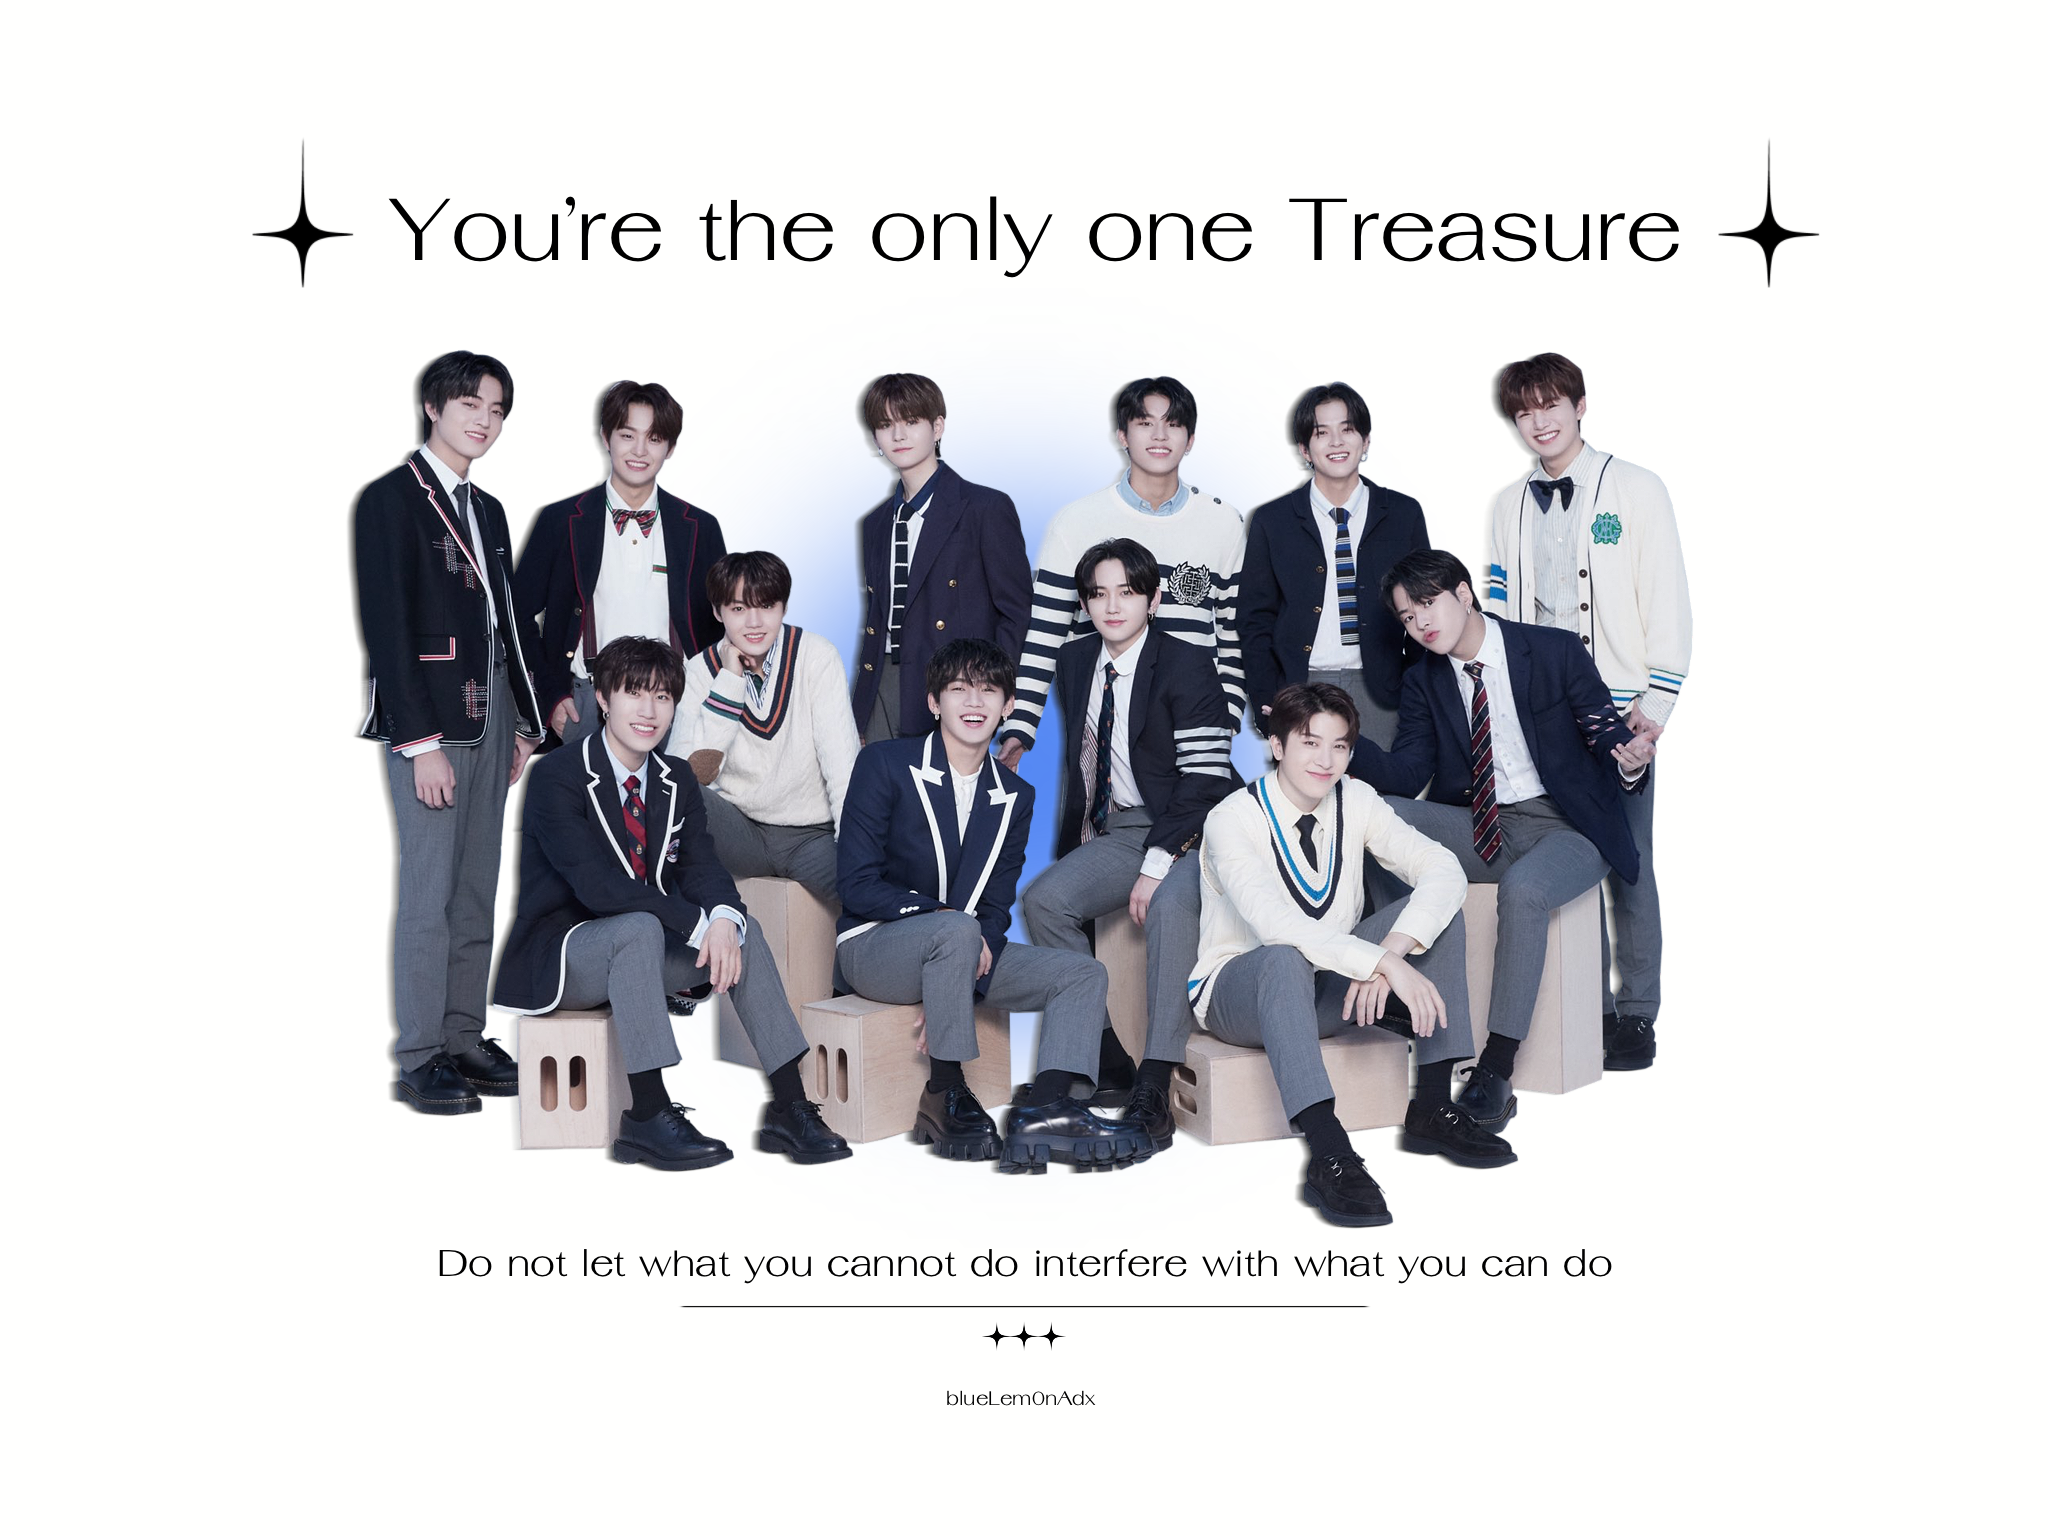 You're the only one Treasure
Do not let what you cannot do interfere with what you can do
blueLem0nAdx